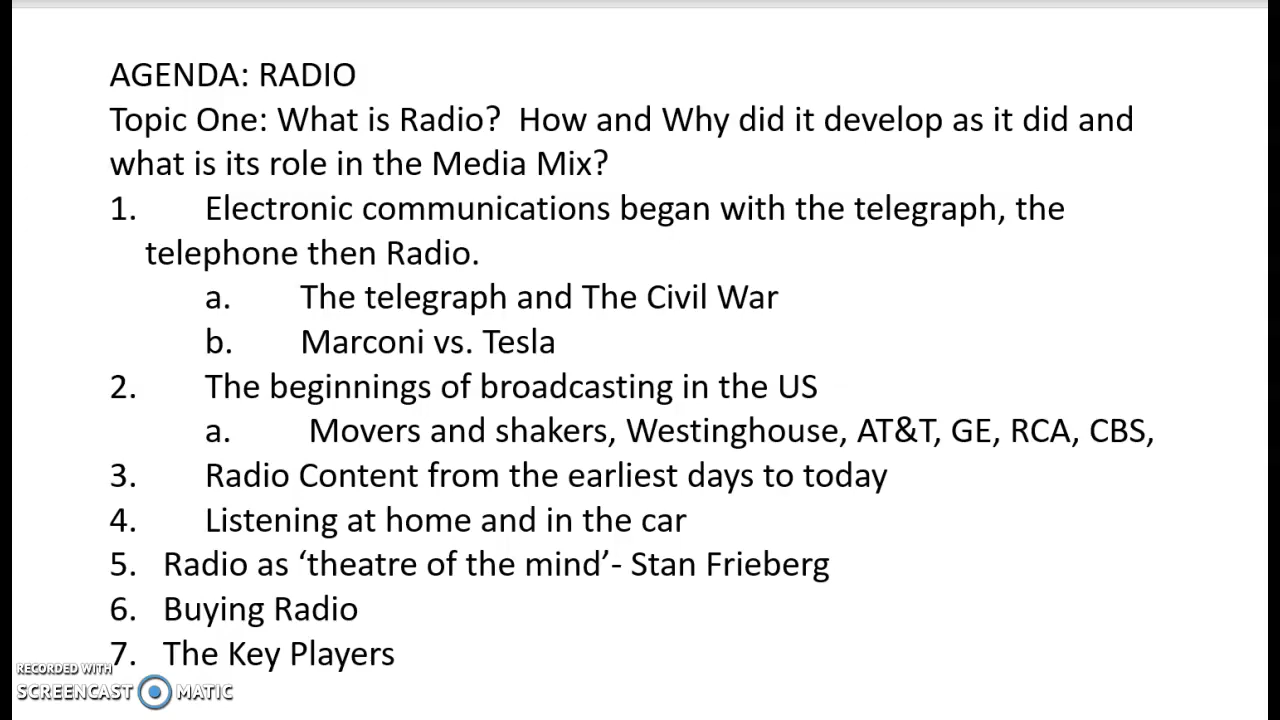 AGENDA: RADIO
Topic One: What is Radio?  How and Why did it develop as it did and
what is its role in the Media Mix?
1. Electronic communications began with the telegraph, the
telephone then Radio.
a. The telegraph and The Civil War
b. Marconi vs. Tesla
2. The beginnings of broadcasting in the US
a. Movers and shakers, Westinghouse, AT&T, GE, RCA, CBS,
3. Radio Content from the earliest days to today
4. Listening at home and in the car
5. Radio as ‘theatre of the mind’- Stan Frieberg
6. Buying Radio
7. The Key Players
RECORDED WITH
SCREENCAST MATIC